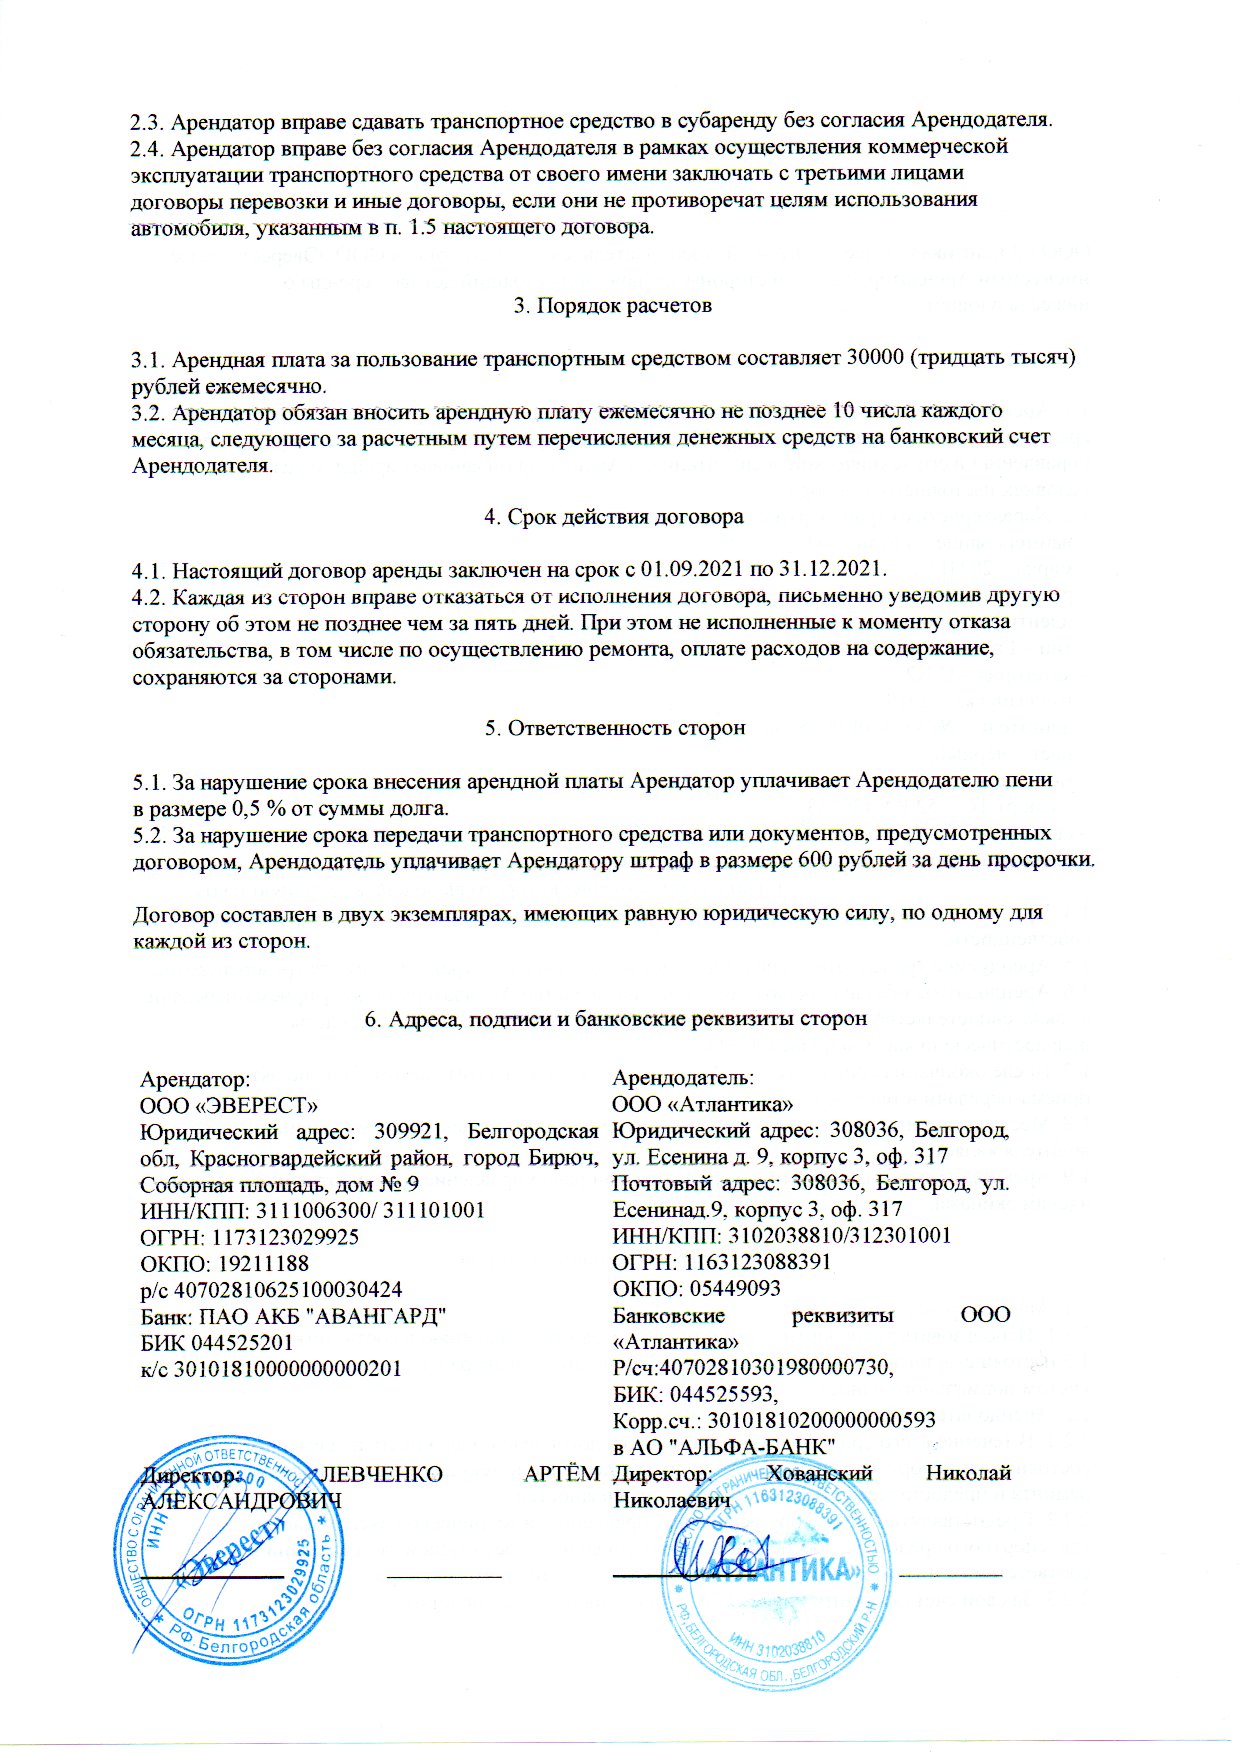 2.3. Арендатор вправе сдавать транспортное средство в субаренду без согласия Арендодателя.
2.4. Арендатор вправе без согласия Арендодателя в рамках осуществления коммерческой
эксплуатации транспортного средства от своего имени заключать с третьими лицами
договоры перевозки и иные договоры, если они не противоречат целям использования
автомобиля, указанным в п. 1.5 настоящего договора.
3. Порядок расчетов
3.1. Арендная плата за пользование транспортным средством составляет 30000 (тридцать тысяч)
рублей ежемесячно.
3.2. Арендатор обязан вносить арендную плату ежемесячно не позднее 10 числа каждого
месяца, следующего за расчетным путем перечисления денежных средств на банковский счет
Арендодателя.
4. Срок действия договора
4.1. Настоящий договор аренды заключен на срок с 01.09.2021 по 31.12.2021.
4.2. Каждая из сторон вправе отказаться от исполнения договора, письменно уведомив другую
сторону об этом не позднее чем за пять дней. При этом не исполненные к моменту отказа
обязательства, в том числе по осуществлению ремонта, оплате расходов на содержание,
сохраняются за сторонами.
5. Ответственность сторон
5.1. За нарушение срока внесения арендной платы Арендатор уплачивает Арендодателю пени
в размере 0,5 % от суммы долга.
5.2. За нарушение срока передачи транспортного средства или документов, предусмотренных
договором, Арендодатель уплачивает Арендатору штраф в размере 600 рублей за день просрочки.
Договор составлен в двух экземплярах, имеющих равную юридическую силу, по одному для
каждой из сторон.
6. Адреса, подписи и банковские реквизиты сторон
Арендатор:
ООО «ЭВЕРЕСТ»
Юридический адрес: 309921, Белгородская
обл, Красногвардейский район, город Бирюч,
Соборная площадь, дом № 9
ИНН/КПП: 3111006300/ 311101001
ОГРН: 1173123029925
ОКПО: 19211188
р/с 40702810625100030424
Банк: ПАО АКБ "АВАНГАРД"
БИК 044525201
к/с 30101810000000000201
Директор: ЛЕВЧЕНКО АРТЁМ
АЛЕКСАНДРОВИЧ
Арендодатель:
ООО «Атлантика»
Юридический адрес: 308036, Белгород,
ул. Есенина д. 9, корпус 3, оф. 317
Почтовый адрес: 308036, Белгород, ул.
Есенинад.9, корпус 3, оф. 317
ИНН/КПП: 3102038810/312301001
ОГРН: 1163123088391
ОКПО: 05449093
Банковские реквизиты ООО
«Атлантика»
Р/сч:40702810301980000730,
БИК: 044525593,
Корр.сч.: 30101810200000000593
в АО "АЛЬФА-БАНК"
Директор: Хованский Николай
Николаевич
ОБЩЕСТВО С ОГРАНИЧЕННОЙ ОТВЕТСТВЕННОСТЬЮ
«Эверест»
ОГРН 1173123029925
РФ.Белгородская область
ОГРАНИЧЕННОЙ ОТВЕТСТВЕННОСТЬЮ
ОГРН 1163123088391
«АТЛАНТИКА»
ИНН 3102038810
РФ,БЕЛГОРОДСКАЯ ОБЛ.,БЕЛГОРОДСКИЙ Р-Н